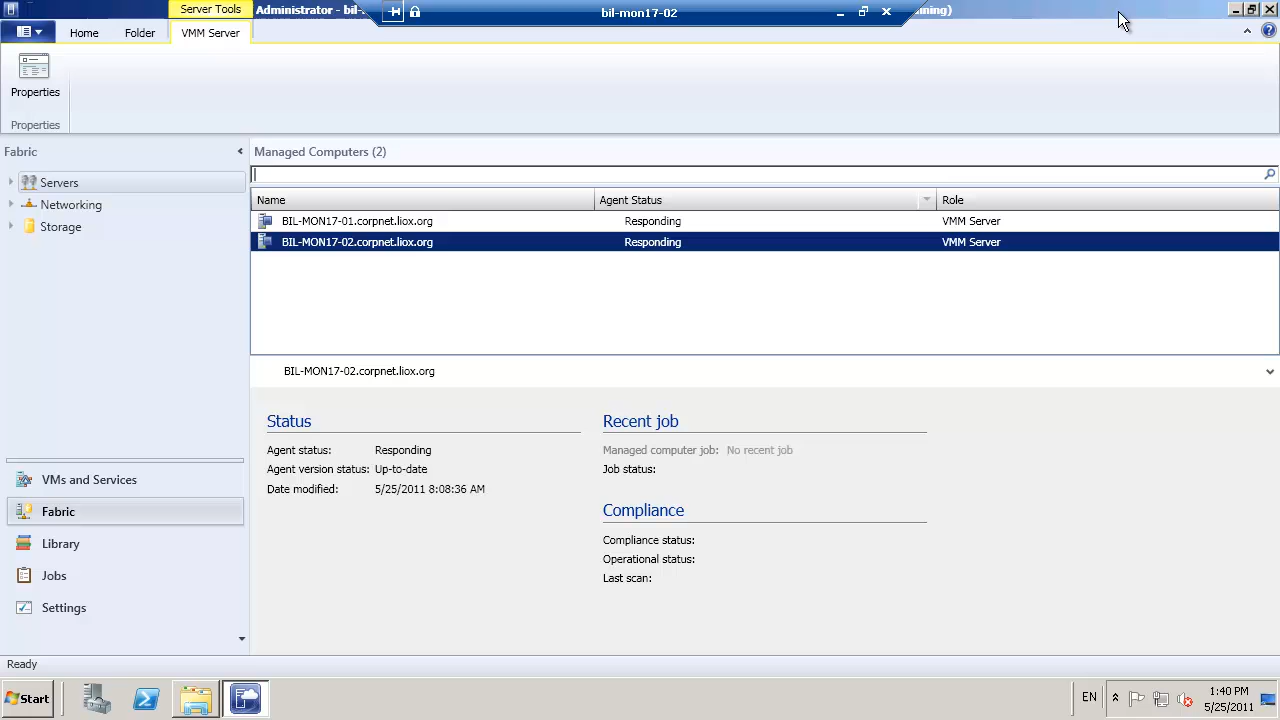 Server Tools
Administrator - bil-
bil-mon17-02
ming)
Home
Folder
VMM Server
Properties
Properties
Fabric
Managed Computers (2)
Servers
Networking
Storage
Name
Agent Status
Role
BIL-MON17-01.corpnet.liox.org
Responding
VMM Server
BIL-MON17-02.corpnet.liox.org
Responding
VMM Server
BIL-MON17-02.corpnet.liox.org
Status
Agent status: Responding
Agent version status: Up-to-date
Date modified: 5/25/2011 8:08:36 AM
Recent job
Managed computer job: No recent job
Job status:
Compliance
Compliance status:
Operational status:
Last scan:
VMs and Services
Fabric
Library
Jobs
Settings
Ready
Start
EN
1:40 PM
5/25/2011